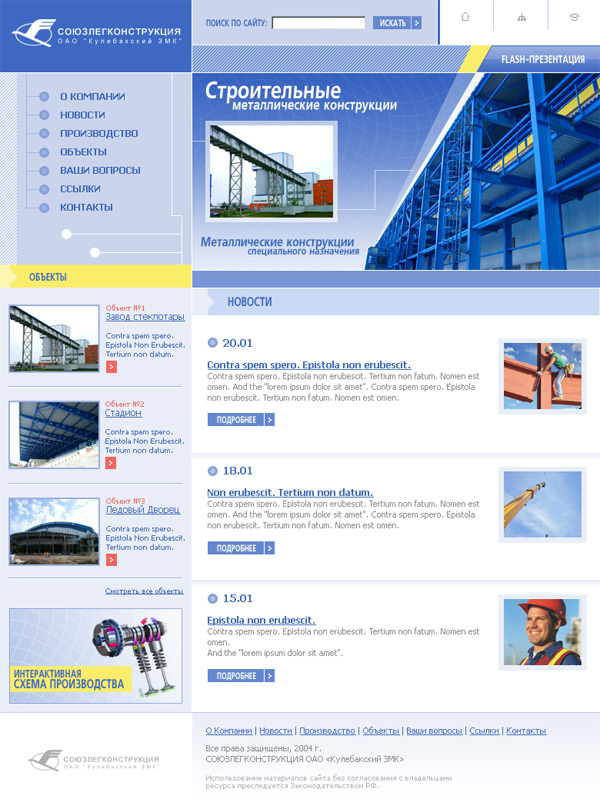 СОЮЗЛЕГКОНСТРУКЦИЯ
ОАО "Кулебакский ЗМК"
ПОИСК ПО САЙТУ:
ИСКАТЬ
FLASH-ПРЕЗЕНТАЦИЯ
О КОМПАНИИ
НОВОСТИ
ПРОИЗВОДСТВО
ОБЪЕКТЫ
ВАШИ ВОПРОСЫ
ССЫЛКИ
КОНТАКТЫ
Строительные
металлические конструкции
Металлические конструкции
специального назначения
ОБЪЕКТЫ
Объект №1
Завод стеклотары
Contra spem spero.
Epistola Non Erubescit.
Tertium non datum.
Объект №2
Стадион
Contra spem spero.
Epistola Non Erubescit.
Tertium non datum.
Объект №3
Ледовый Дворец
Contra spem spero.
Epistola Non Erubescit.
Tertium non datum.
Смотреть все объекты
ИНТЕРАКТИВНАЯ
СХЕМА ПРОИЗВОДСТВА
НОВОСТИ
20.01
Contra spem spero. Epistola non erubescit.
Contra spem spero. Epistola non erubescit. Tertium non fatum. Nomen est
omen. And the "lorem ipsum dolor sit amet". Contra spem spero. Epistola
non erubescit. Tertium non fatum. Nomen est omen.
ПОДРОБНЕЕ
18.01
Non erubescit. Tertium non datum.
Contra spem spero. Epistola non erubescit. Tertium non fatum. Nomen est
omen. And the "lorem ipsum dolor sit amet". Contra spem spero. Epistola
non erubescit. Tertium non fatum. Nomen est omen.
ПОДРОБНЕЕ
15.01
Epistola non erubescit.
Contra spem spero. Epistola non erubescit. Tertium non fatum. Nomen est
omen.
And the "lorem ipsum dolor sit amet".
ПОДРОБНЕЕ
О Компании | Новости | Производство | Объекты | Ваши вопросы | Ссылки | Контакты
Все права защищены, 2004 г.
СОЮЗЛЕГКОНСТРУКЦИЯ ОАО «Кулебакский ЗМК»
Использование материалов сайта без согласования с владельцами
ресурса преследуется Законодательством РФ.
СОЮЗЛЕГКОНСТРУКЦИЯ
ОАО "Кулебакский ЗМК"